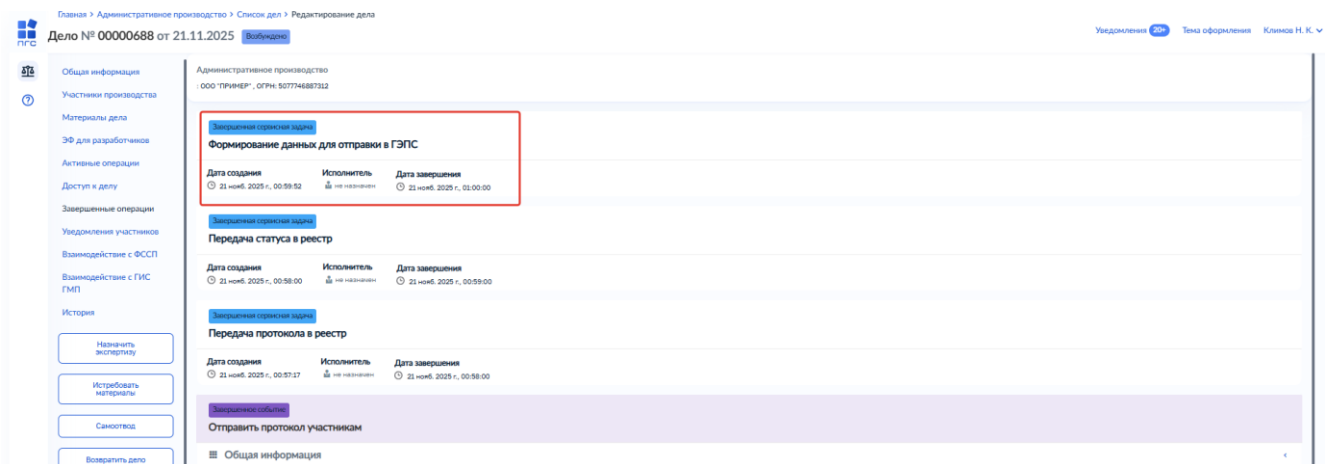 Главная > Административное производство > Список дел > Редактирование дела
пгс
Дело № 00000688 от 21.11.2025 Возбуждено
Уведомления 20+ Тема оформления Климов Н. К.
Общая информация
Участники производства
Материалы дела
ЭФ для разработчиков
Активные операции
Доступ к делу
Завершенные операции
Уведомления участников
Взаимодействие с ФССП
Взаимодействие с ГИС
ГМП
История
Назначить
экспертизу
Истребовать
материалы
Самоотвод
Возвратить дело
Административное производство
: ООО "ПРИМЕР" , ОГРН: 5077746887312
Завершенная сервисная задача
Формирование данных для отправки в ГЭПС
Дата создания Исполнитель Дата завершения
21 нояб. 2025 г., 00:59:52 не назначен 21 нояб. 2025 г., 01:00:00
Завершенная сервисная задача
Передача статуса в реестр
Дата создания Исполнитель Дата завершения
21 нояб. 2025 г., 00:58:00 не назначен 21 нояб. 2025 г., 00:59:00
Завершенная сервисная задача
Передача протокола в реестр
Дата создания Исполнитель Дата завершения
21 нояб. 2025 г., 00:57:17 не назначен 21 нояб. 2025 г., 00:58:00
Завершенное событие
Отправить протокол участникам
Общая информация